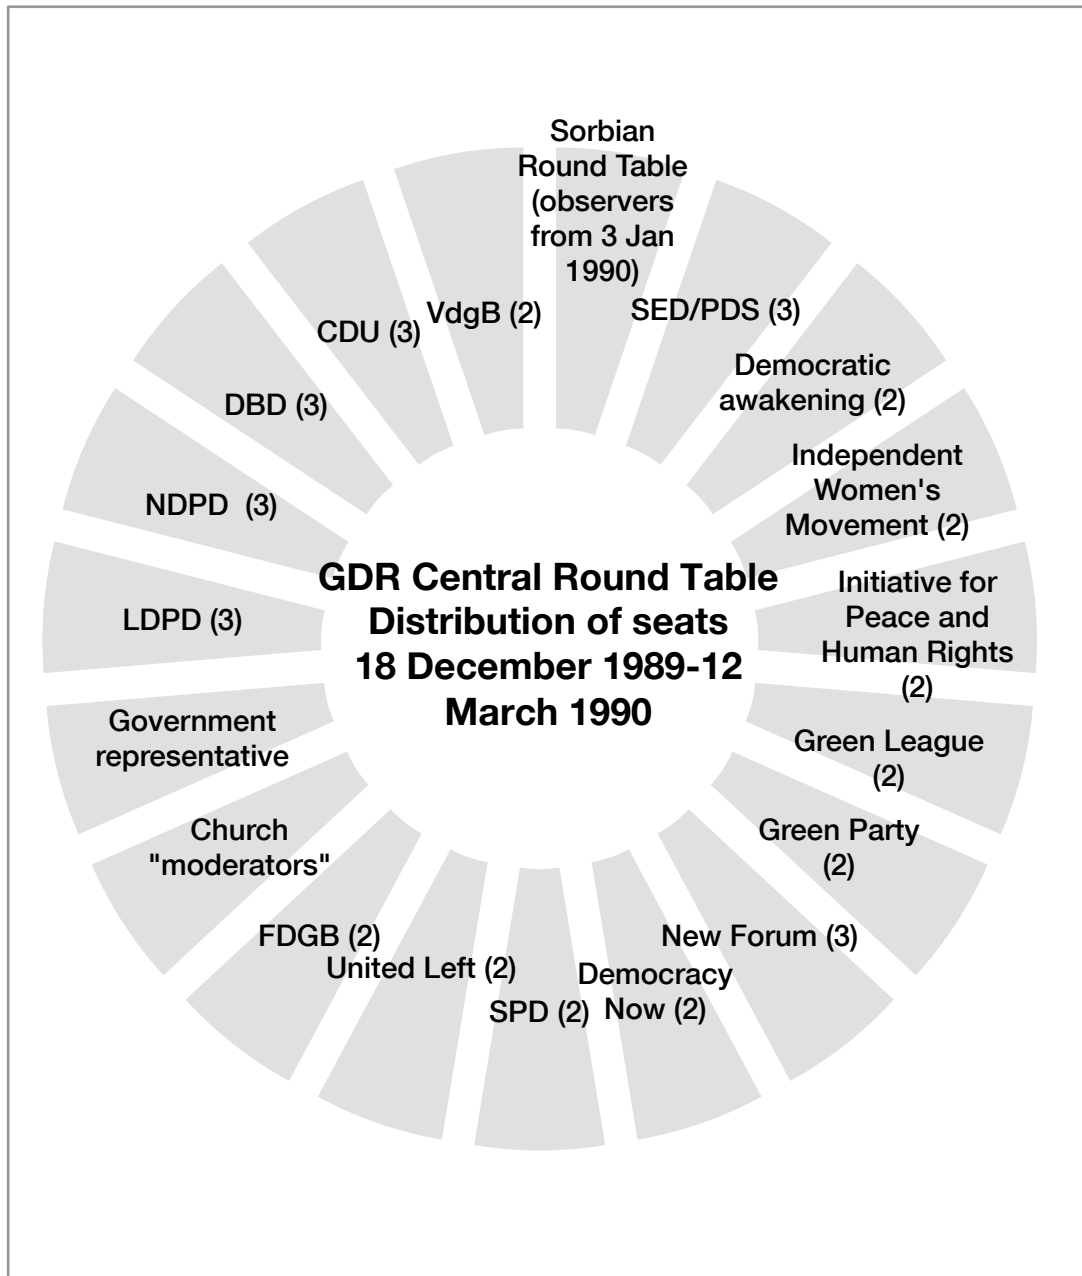 Sorbian
Round Table
(observers
from 3 Jan
1990)
SED/PDS (3)
Democratic
awakening (2)
Independent
Women's
Movement (2)
Initiative for
Peace and
Human Rights
(2)
Green League
(2)
Green Party
(2)
New Forum (3)
Democracy
Now (2)
SPD (2)
United Left (2)
FDGB (2)
Church
"moderators"
Government
representative
LDPD (3)
NDPD  (3)
DBD (3)
CDU (3)
VdgB (2)
GDR Central Round Table
Distribution of seats
18 December 1989-12
March 1990